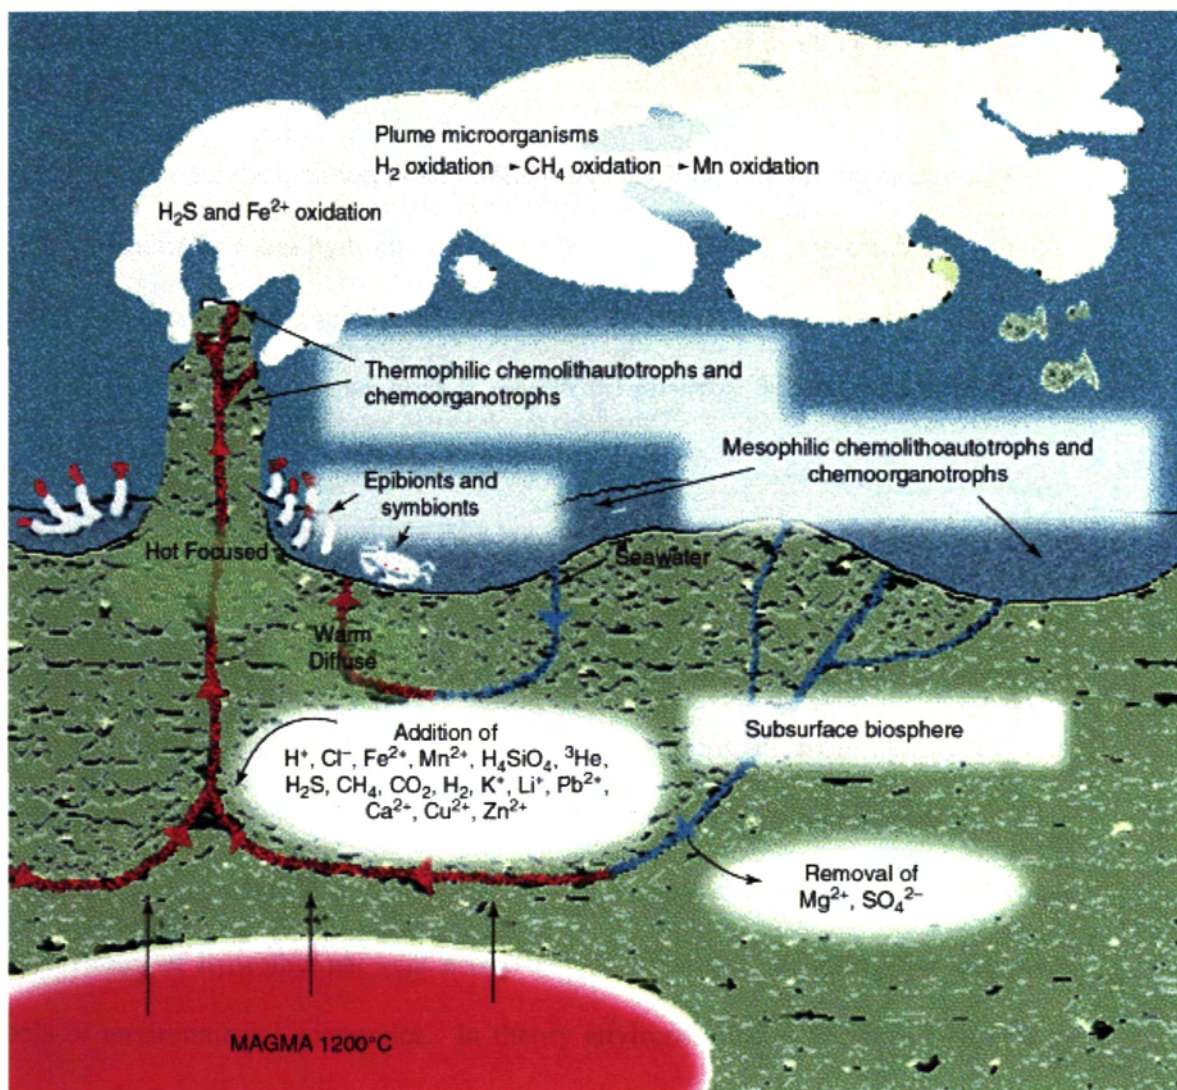 Plume microorganisms
H₂ oxidation ➤ CH₄ oxidation ➤ Mn oxidation
H₂S and Fe²⁺ oxidation
Thermophilic chemolithautotrophs and
chemoorganotrophs
Mesophilic chemolithoautotrophs and
chemoorganotrophs
Epibionts and
symbionts
Hot Focused
Seawater
Warm
Diffuse
Addition of
H⁺, Cl⁻, Fe²⁺, Mn²⁺, H₄SiO₄, ³He,
H₂S, CH₄, CO₂, H₂, K⁺, Li⁺, Pb²⁺,
Ca²⁺, Cu²⁺, Zn²⁺
Subsurface biosphere
Removal of
Mg²⁺, SO₄²⁻
MAGMA 1200°C